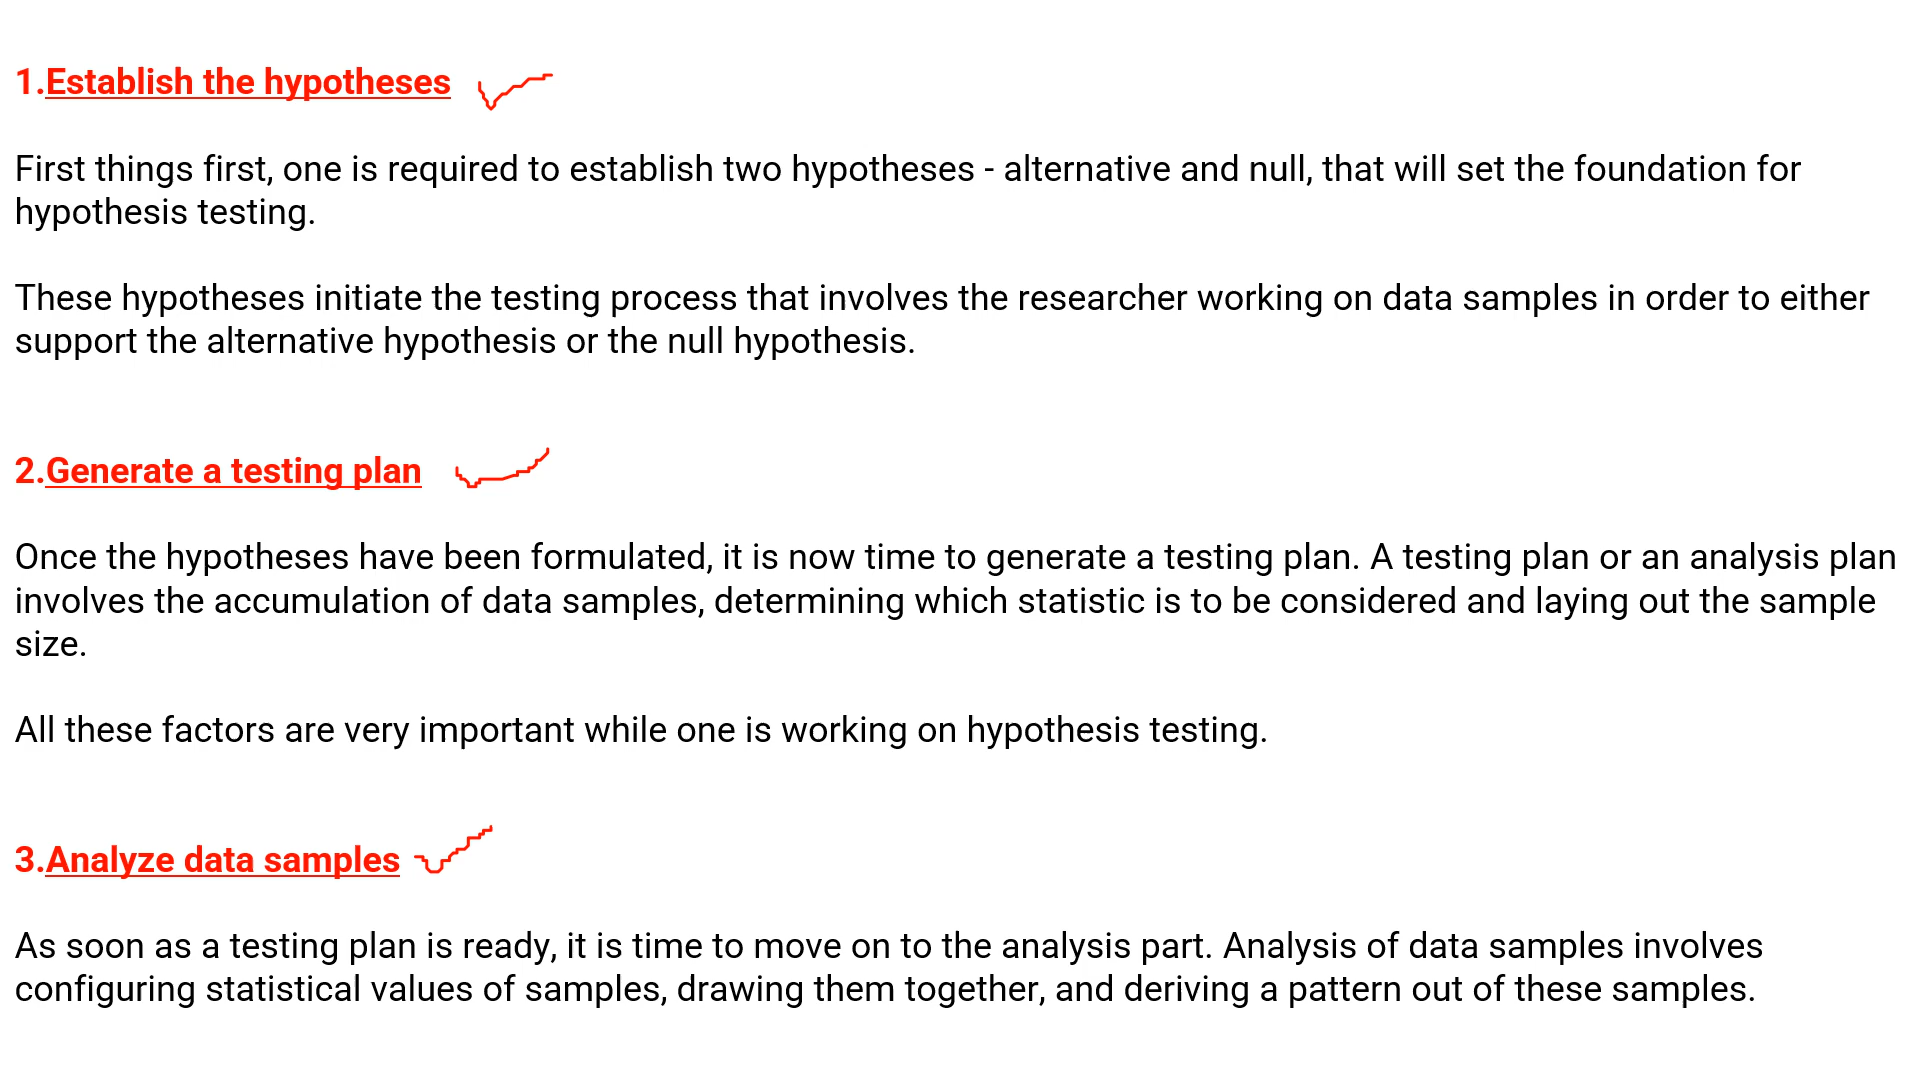 1.Establish the hypotheses
First things first, one is required to establish two hypotheses - alternative and null, that will set the foundation for
hypothesis testing.
These hypotheses initiate the testing process that involves the researcher working on data samples in order to either
support the alternative hypothesis or the null hypothesis.
2.Generate a testing plan
Once the hypotheses have been formulated, it is now time to generate a testing plan. A testing plan or an analysis plan
involves the accumulation of data samples, determining which statistic is to be considered and laying out the sample
size.
All these factors are very important while one is working on hypothesis testing.
3.Analyze data samples
As soon as a testing plan is ready, it is time to move on to the analysis part. Analysis of data samples involves
configuring statistical values of samples, drawing them together, and deriving a pattern out of these samples.